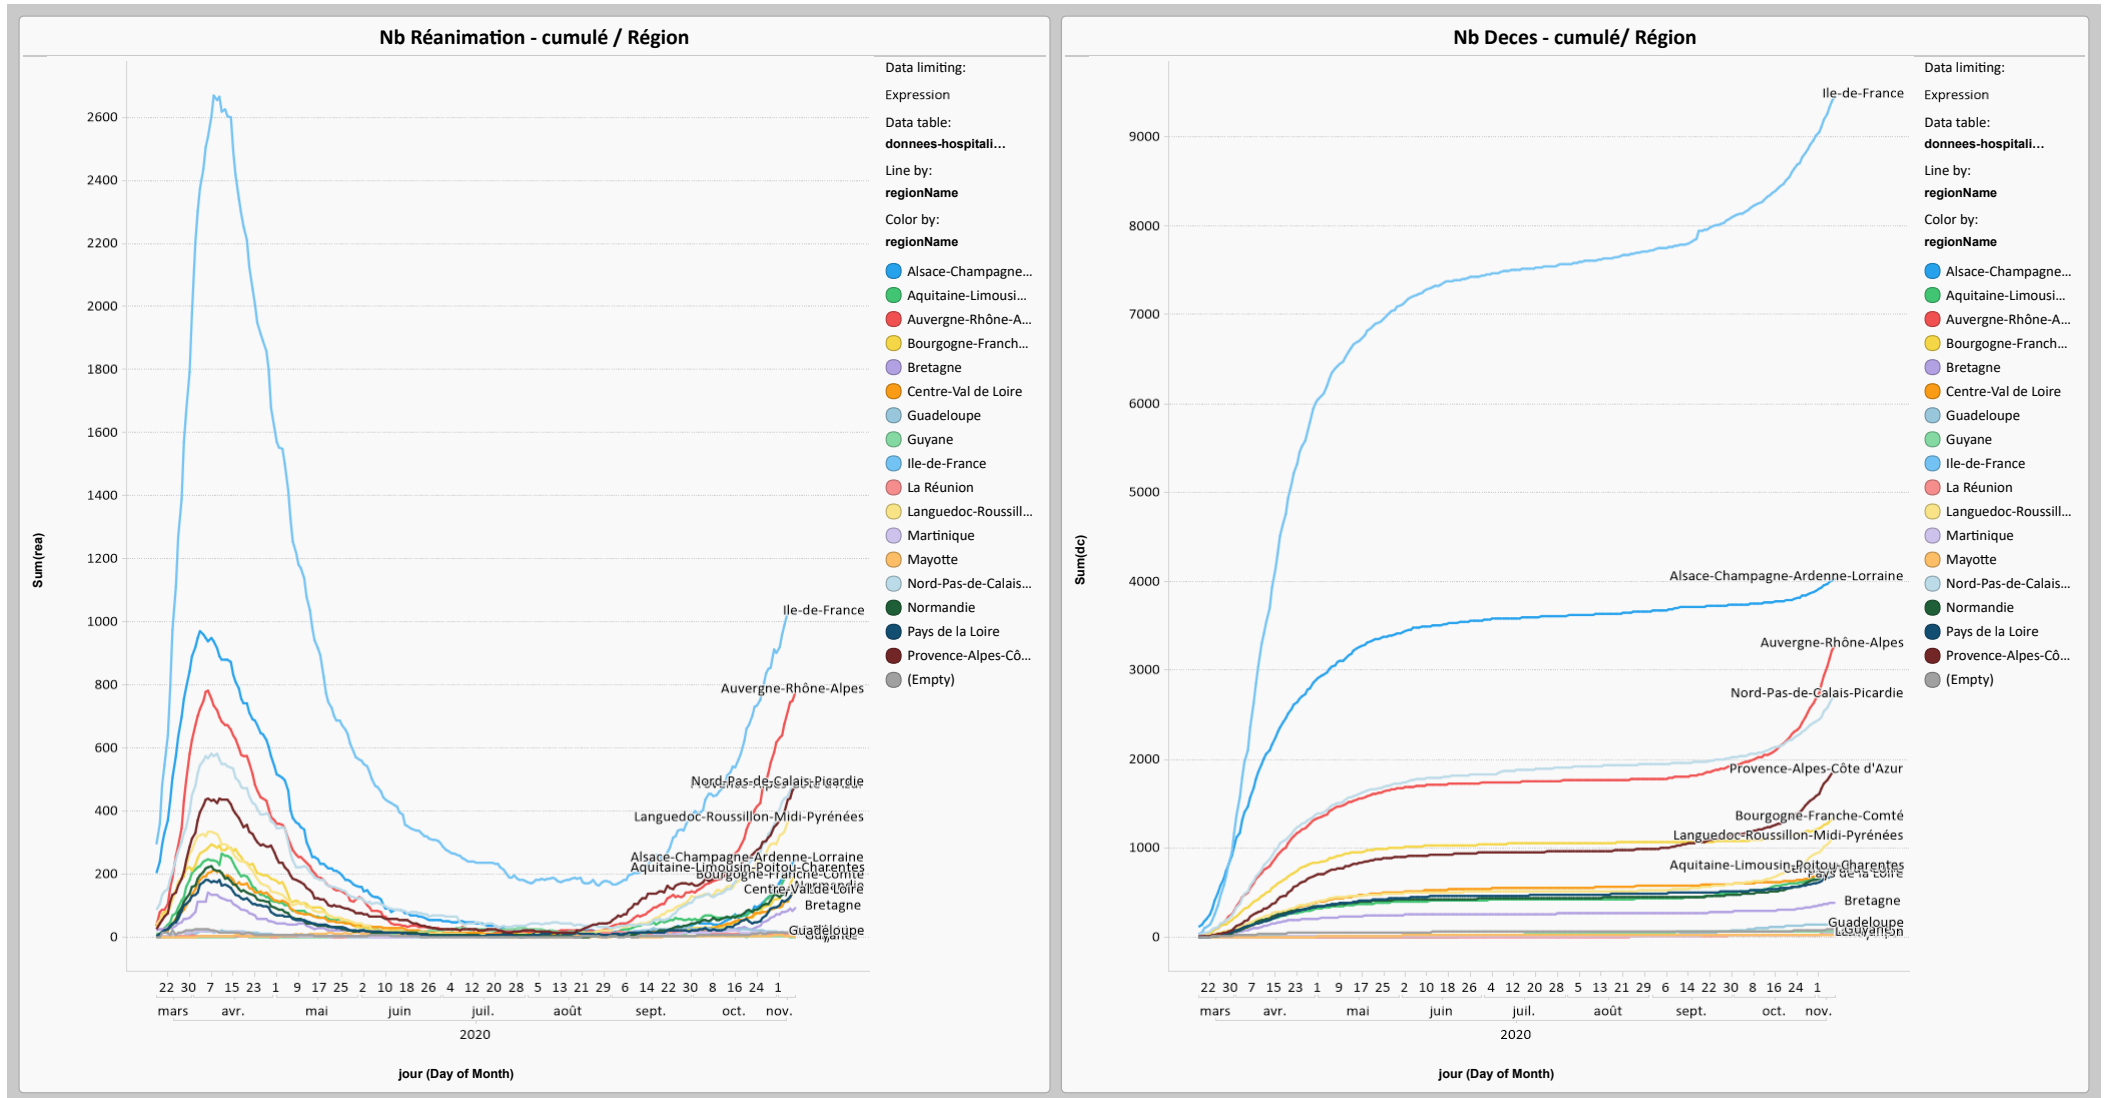 Nb Réanimation - cumulé / Région
Sum(rea)
2600
2400
2200
2000
1800
1600
1400
1200
1000
800
600
400
200
0
Ile-de-France
Auvergne-Rhône-Alpes
Nord-Pas-de-Calais-Picardie
Languedoc-Roussillon-Midi-Pyrénées
Alsace-Champagne-Ardenne-Lorraine
Aquitaine-Limousin-Poitou-Charentes
Bourgogne-Franche-Comté
Centre-Val de Loire
Bretagne
Guadeloupe
22 30 7 15 23 1 9 17 25 2 10 18 26 4 12 20 28 5 13 21 29 6 14 22 30 8 16 24 1
mars avr. mai juin juil. août sept. oct. nov.
2020
jour (Day of Month)
Data limiting:
Expression
Data table:
donnees-hospitali...
Line by:
regionName
Color by:
regionName
Alsace-Champagne...
Aquitaine-Limousi...
Auvergne-Rhône-A...
Bourgogne-Franch...
Bretagne
Centre-Val de Loire
Guadeloupe
Guyane
Ile-de-France
La Réunion
Languedoc-Roussill...
Martinique
Mayotte
Nord-Pas-de-Calais...
Normandie
Pays de la Loire
Provence-Alpes-Cô...
(Empty)
Nb Deces - cumulé/ Région
Sum(dc)
9000
8000
7000
6000
5000
4000
3000
2000
1000
0
Ile-de-France
Alsace-Champagne-Ardenne-Lorraine
Auvergne-Rhône-Alpes
Nord-Pas-de-Calais-Picardie
Provence-Alpes-Côte d'Azur
Bourgogne-Franche-Comté
Languedoc-Roussillon-Midi-Pyrénées
Aquitaine-Limousin-Poitou-Charentes
Bretagne
Guadeloupe
22 30 7 15 23 1 9 17 25 2 10 18 26 4 12 20 28 5 13 21 29 6 14 22 30 8 16 24 1
mars avr. mai juin juil. août sept. oct. nov.
2020
jour (Day of Month)
Data limiting:
Expression
Data table:
donnees-hospitali...
Line by:
regionName
Color by:
regionName
Alsace-Champagne...
Aquitaine-Limousi...
Auvergne-Rhône-A...
Bourgogne-Franch...
Bretagne
Centre-Val de Loire
Guadeloupe
Guyane
Ile-de-France
La Réunion
Languedoc-Roussill...
Martinique
Mayotte
Nord-Pas-de-Calais...
Normandie
Pays de la Loire
Provence-Alpes-Cô...
(Empty)